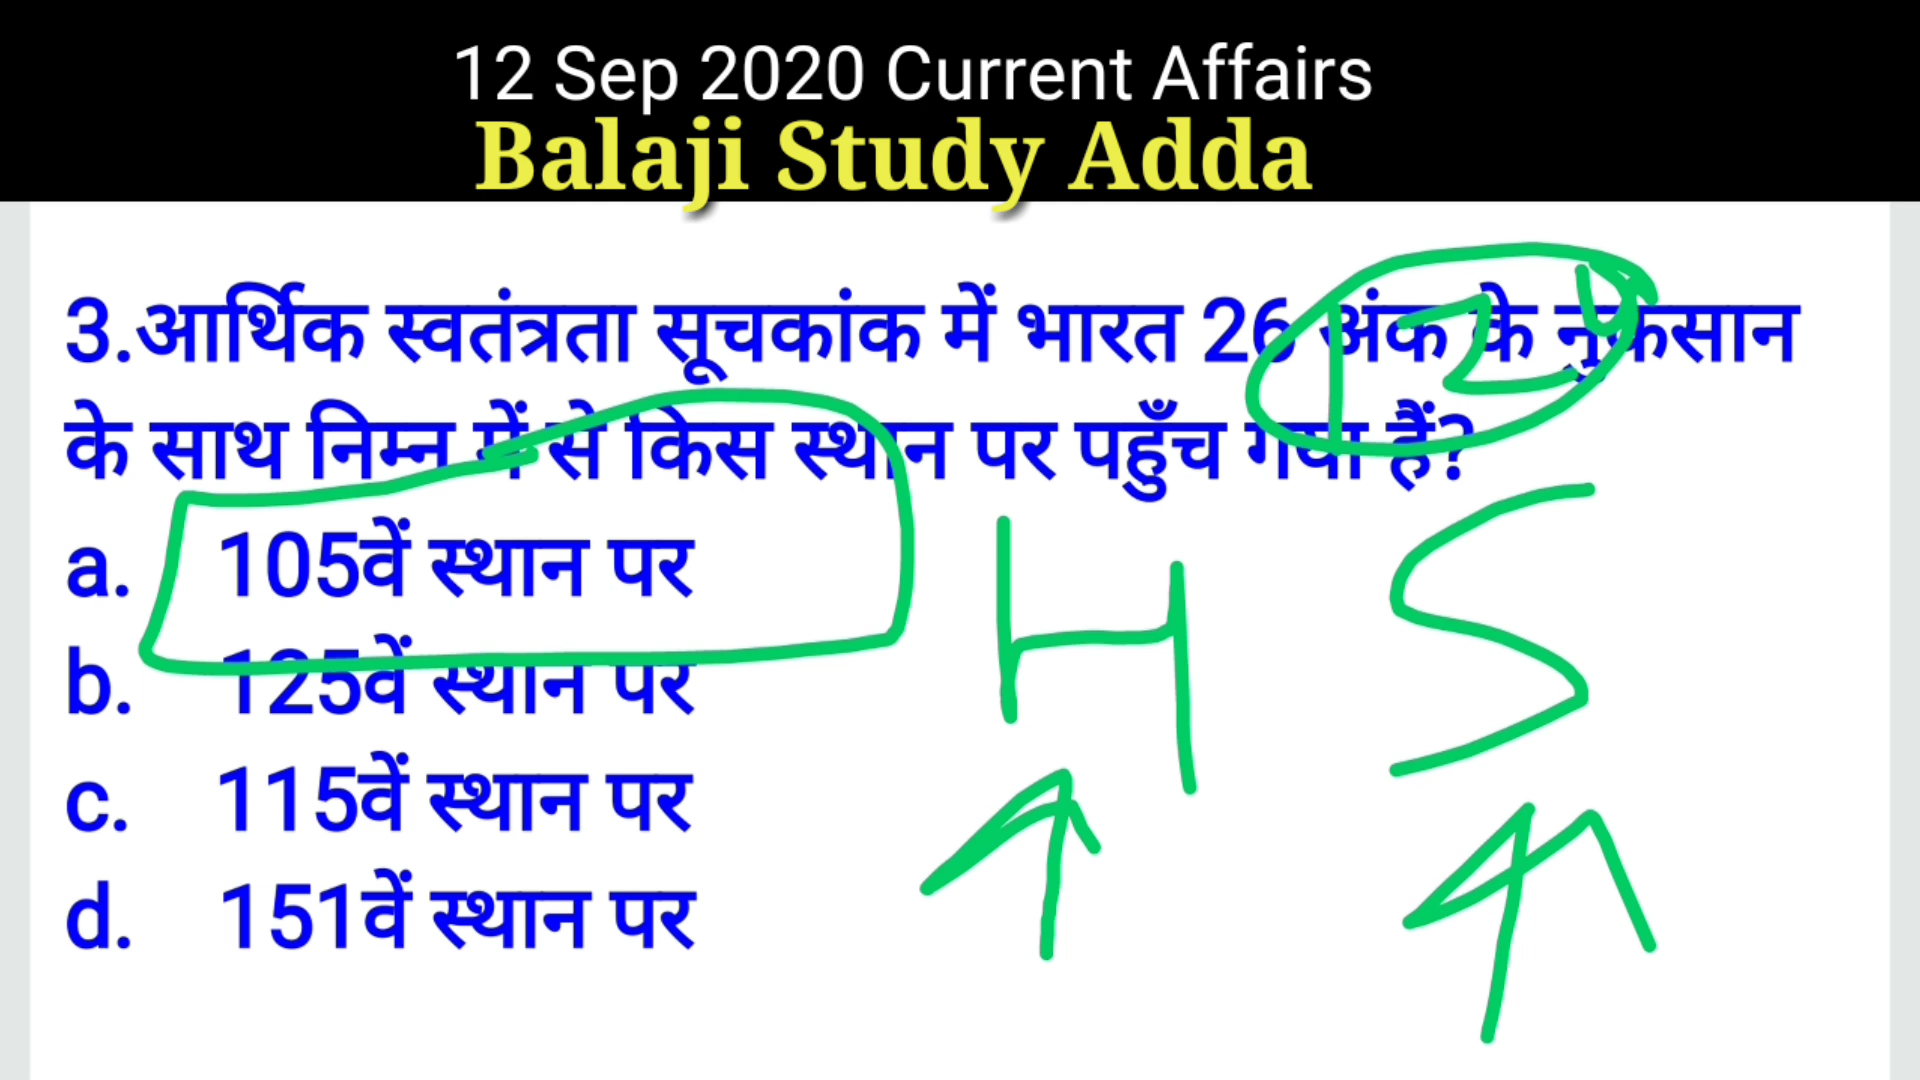 12 Sep 2020 Current Affairs
Balaji Study Adda
3.आर्थिक स्वतंत्रता सूचकांक में भारत 26 अंक के नुकसान
के साथ निम्न में से किस स्थान पर पहुँच गया हैं?
a. 105वें स्थान पर
b. 125वें स्थान पर
c. 115वें स्थान पर
d. 151वें स्थान पर
H S